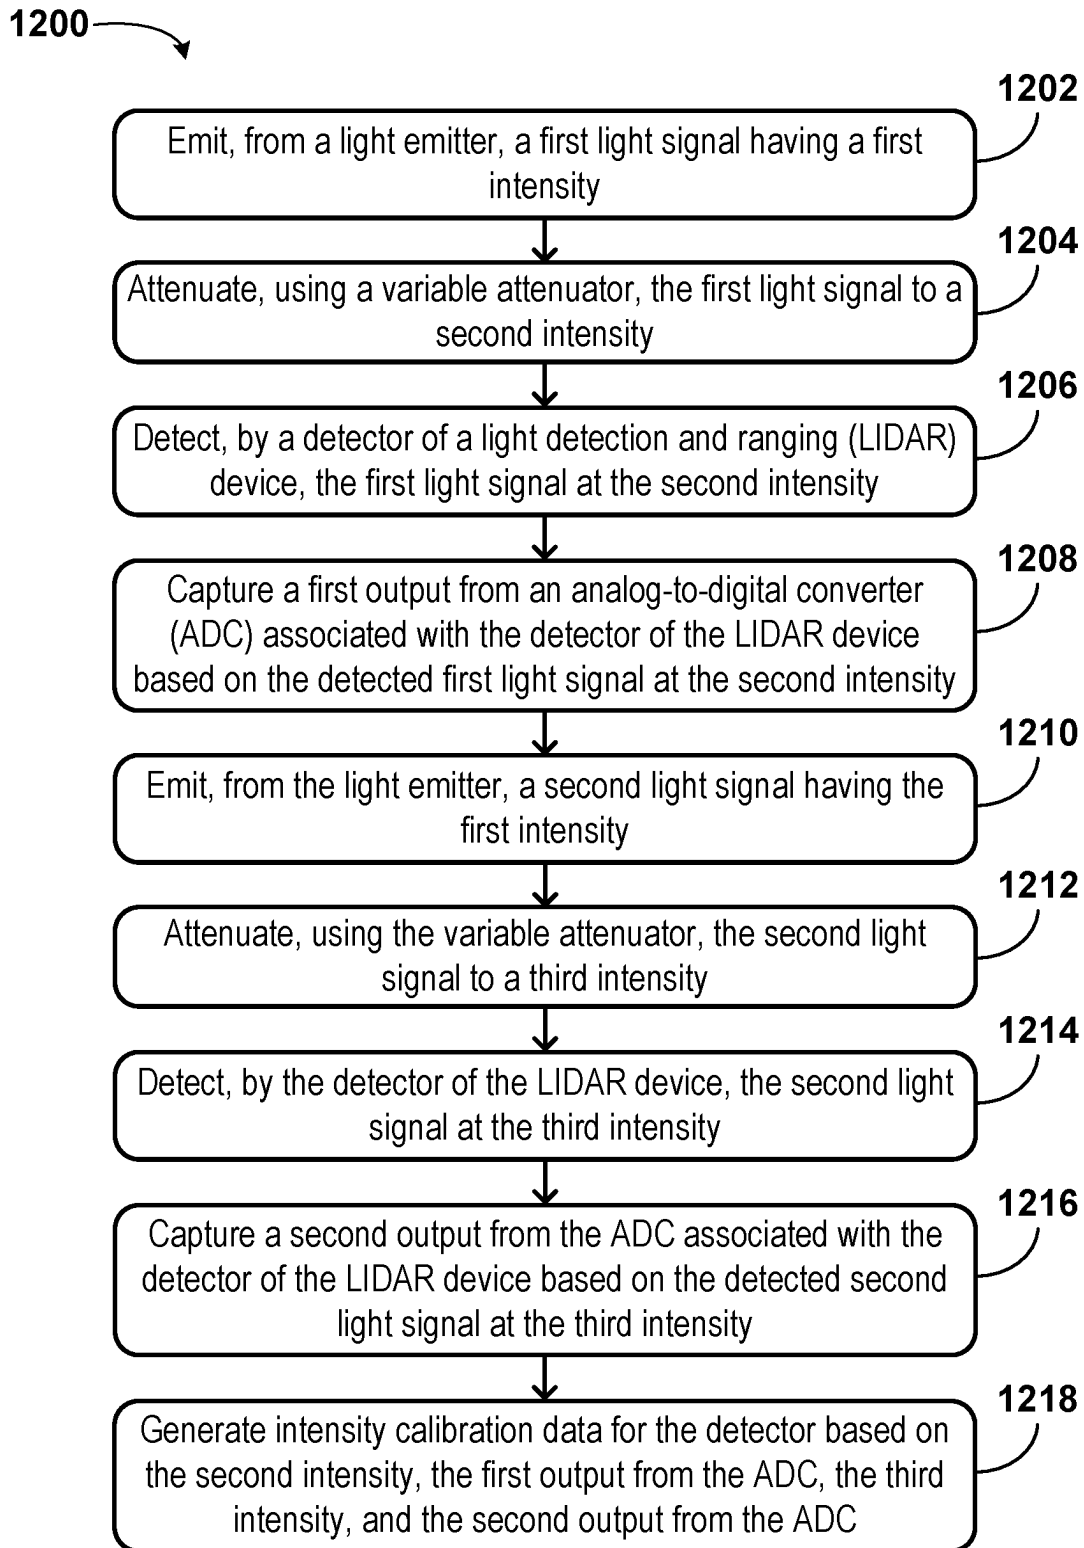 1200
1202
Emit, from a light emitter, a first light signal having a first
intensity
1204
Attenuate, using a variable attenuator, the first light signal to a
second intensity
1206
Detect, by a detector of a light detection and ranging (LIDAR)
device, the first light signal at the second intensity
1208
Capture a first output from an analog-to-digital converter
(ADC) associated with the detector of the LIDAR device
based on the detected first light signal at the second intensity
1210
Emit, from the light emitter, a second light signal having the
first intensity
1212
Attenuate, using the variable attenuator, the second light
signal to a third intensity
1214
Detect, by the detector of the LIDAR device, the second light
signal at the third intensity
1216
Capture a second output from the ADC associated with the
detector of the LIDAR device based on the detected second
light signal at the third intensity
1218
Generate intensity calibration data for the detector based on
the second intensity, the first output from the ADC, the third
intensity, and the second output from the ADC